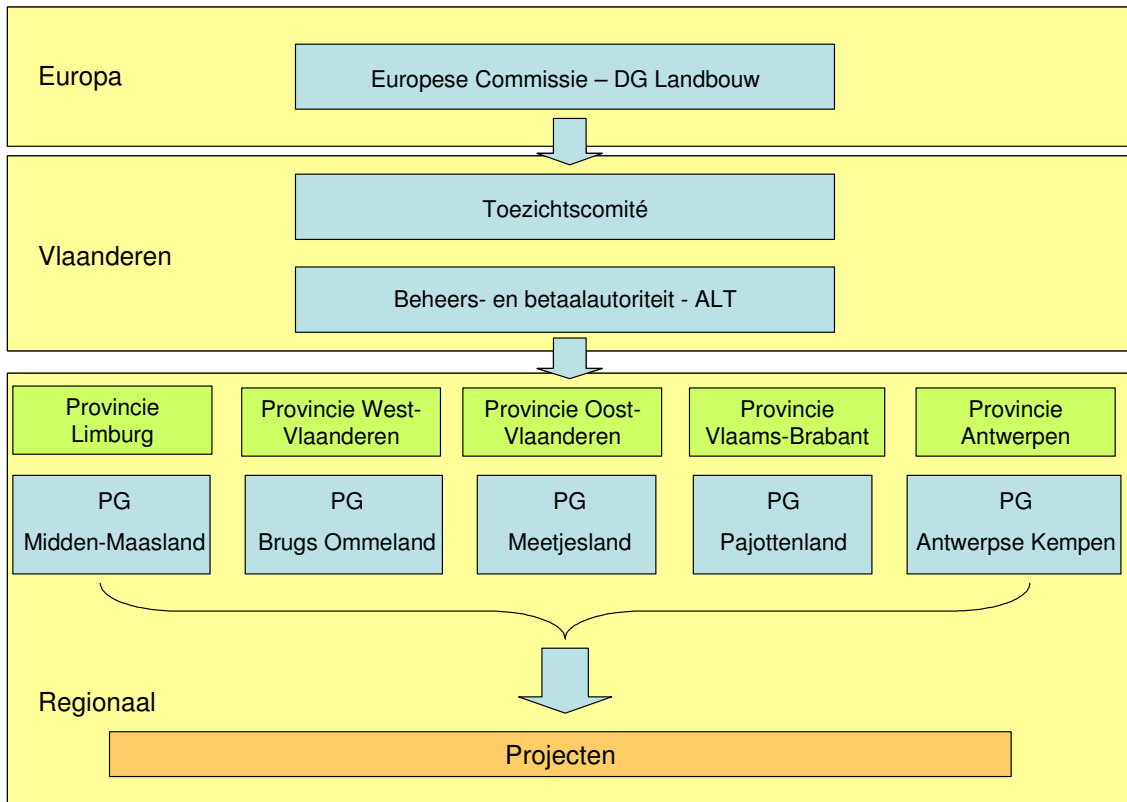 Europa
Europese Commissie – DG Landbouw
Vlaanderen
Toezichtscomité
Beheers- en betaalautoriteit - ALT
Provincie
Limburg
Provincie West-
Vlaanderen
Provincie Oost-
Vlaanderen
Provincie
Vlaams-Brabant
Provincie
Antwerpen
PG
Midden-Maasland
PG
Brugs Ommeland
PG
Meetjesland
PG
Pajottenland
PG
Antwerpse Kempen
Regionaal
Projecten